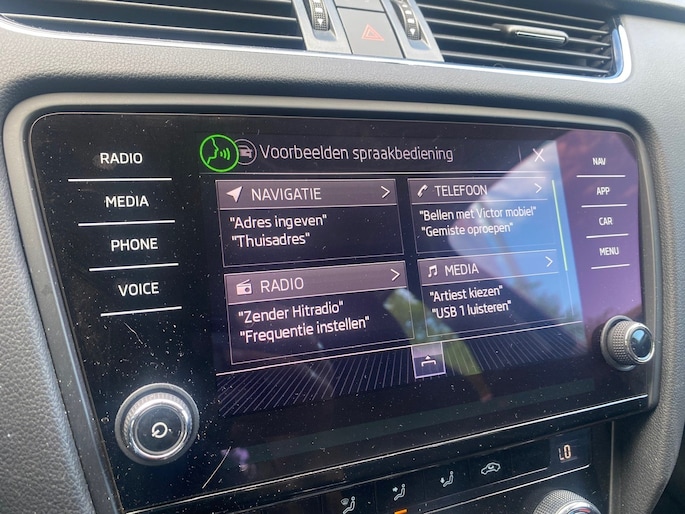 RADIO
MEDIA
PHONE
VOICE
Voorbeelden spraakbediening
NAVIGATIE
"Adres ingeven"
"Thuisadres"
TELEFOON
"Bellen met Victor mobiel"
"Gemiste oproepen"
RADIO
"Zender Hitradio"
"Frequentie instellen"
MEDIA
"Artiest kiezen"
"USB 1 luisteren"
NAV
APP
CAR
MENU
LO